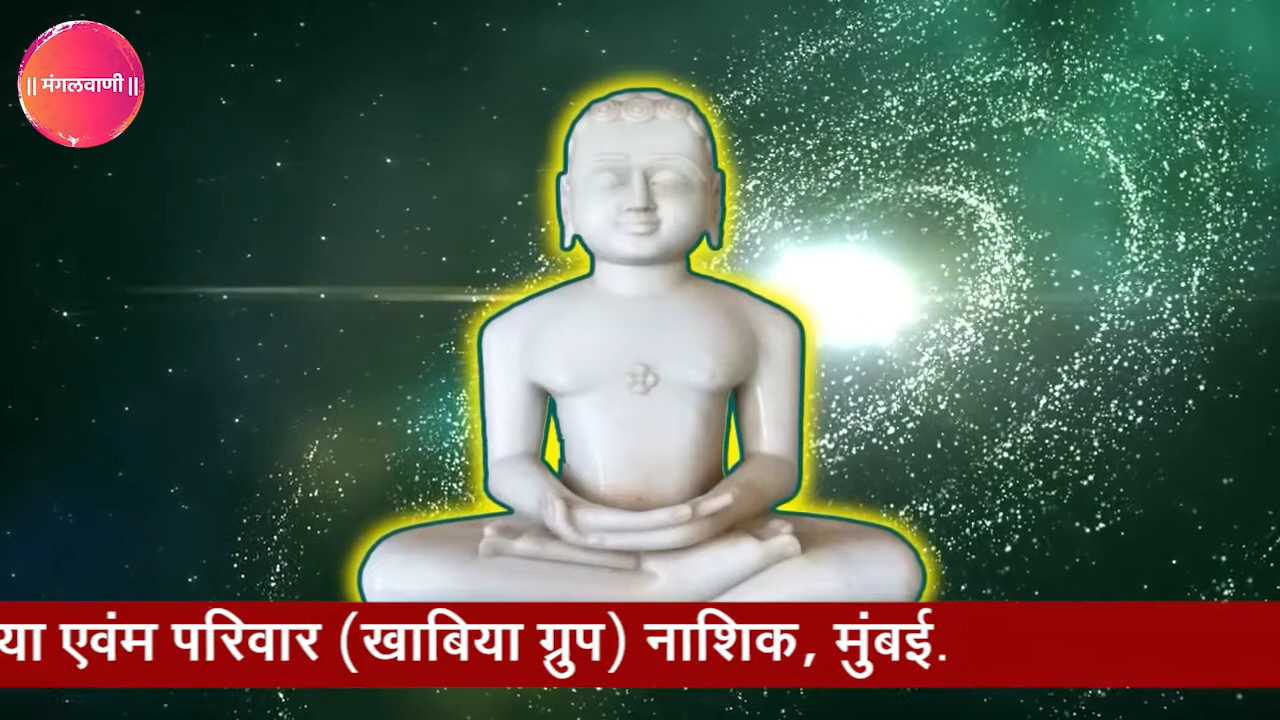 || मंगलवाणी ||
या एवंम परिवार (खाबिया ग्रुप) नाशिक, मुंबई.